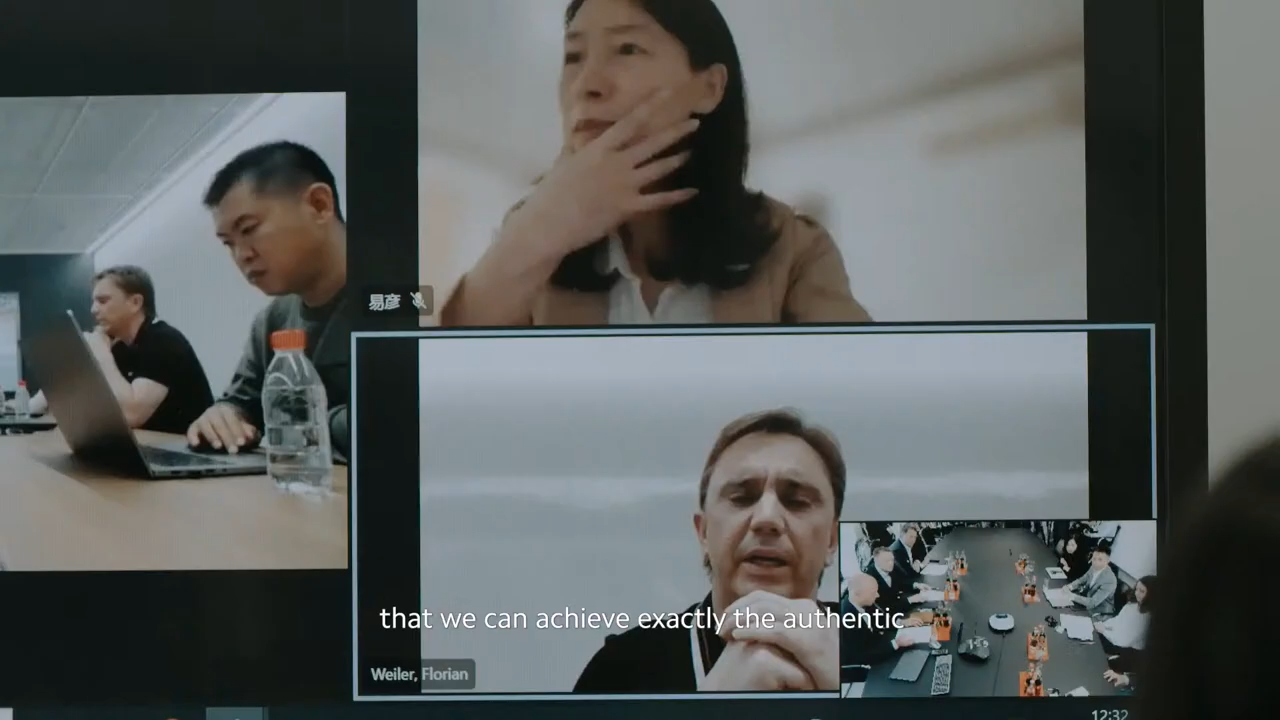 易彦
that we can achieve exactly the authentic
Weiler, Florian
12:32